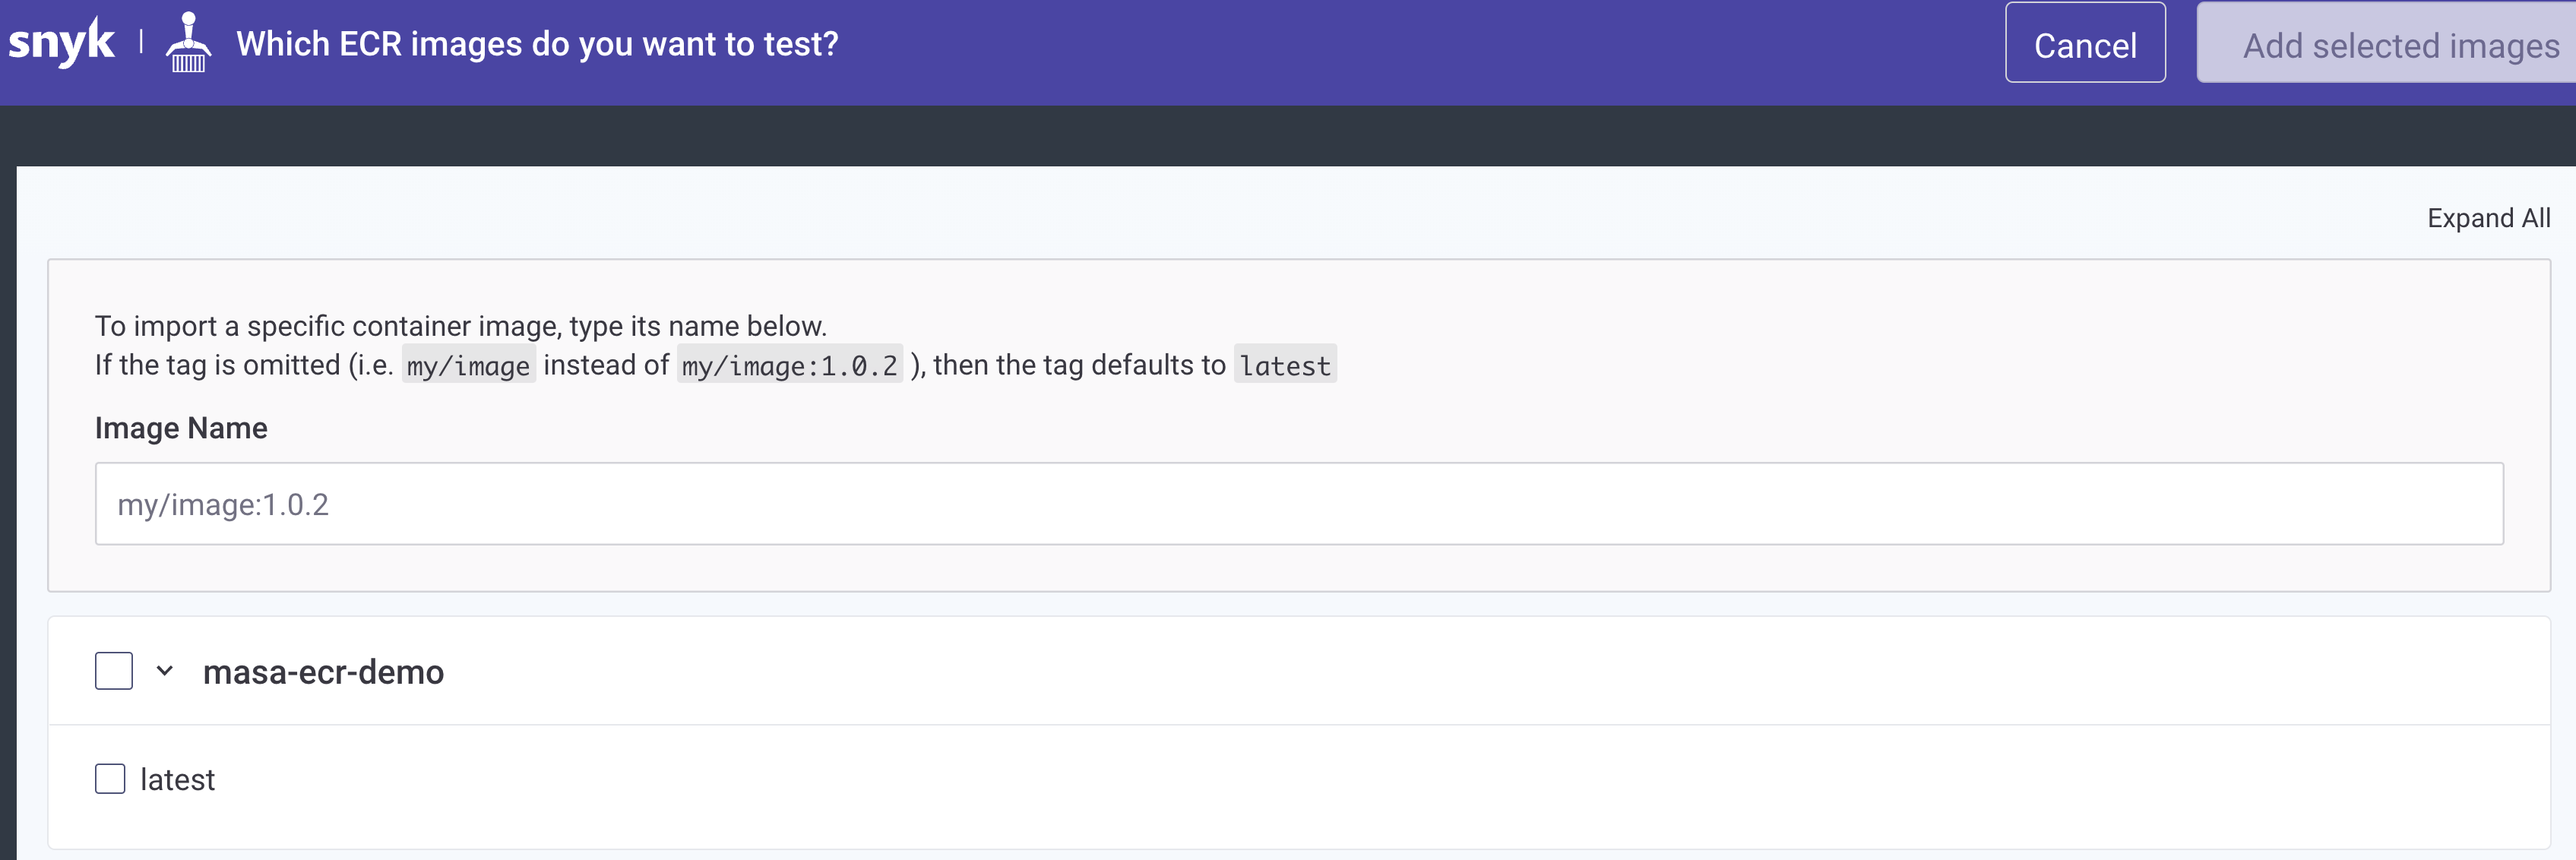 snyk | Which ECR images do you want to test? Cancel Add selected images
Expand All
To import a specific container image, type its name below.
If the tag is omitted (i.e. my/image instead of my/image:1.0.2 ), then the tag defaults to latest
Image Name
my/image:1.0.2
masa-ecr-demo
latest